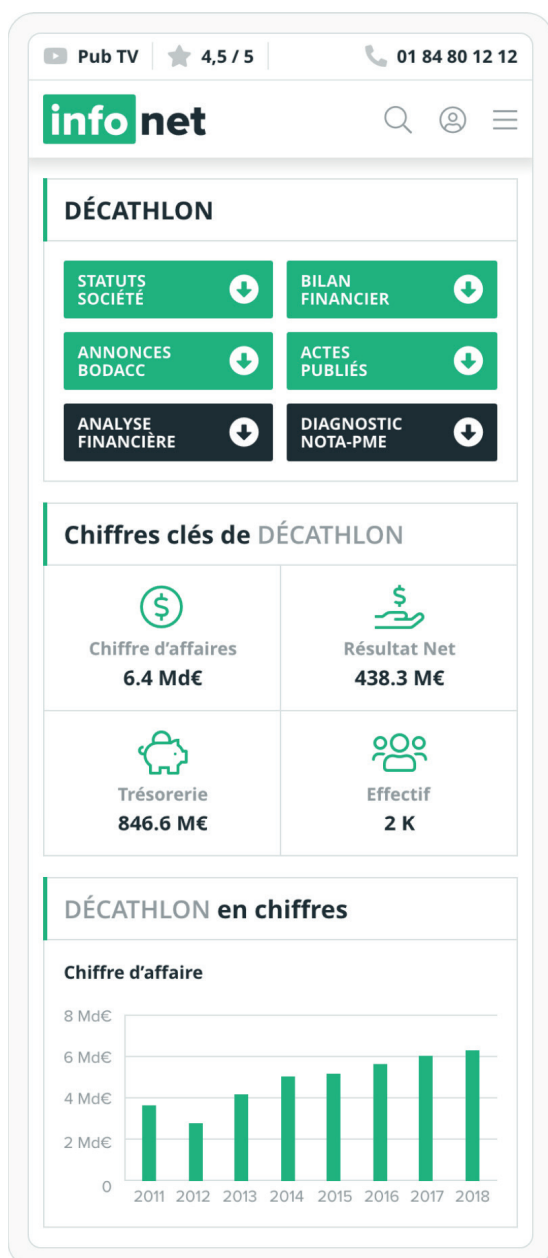 Pub TV 4,5 / 5 01 84 80 12 12
info net
DÉCATHLON
STATUTS
SOCIÉTÉ
BILAN
FINANCIER
ANNONCES
BODACC
ACTES
PUBLIÉS
ANALYSE
FINANCIÈRE
DIAGNOSTIC
NOTA-PME
Chiffres clés de DÉCATHLON
Chiffre d'affaires
6.4 Md€
Résultat Net
438.3 M€
Trésorerie
846.6 M€
Effectif
2 K
DÉCATHLON en chiffres
Chiffre d'affaire
8 Md€
6 Md€
4 Md€
2 Md€
0
2011 2012 2013 2014 2015 2016 2017 2018